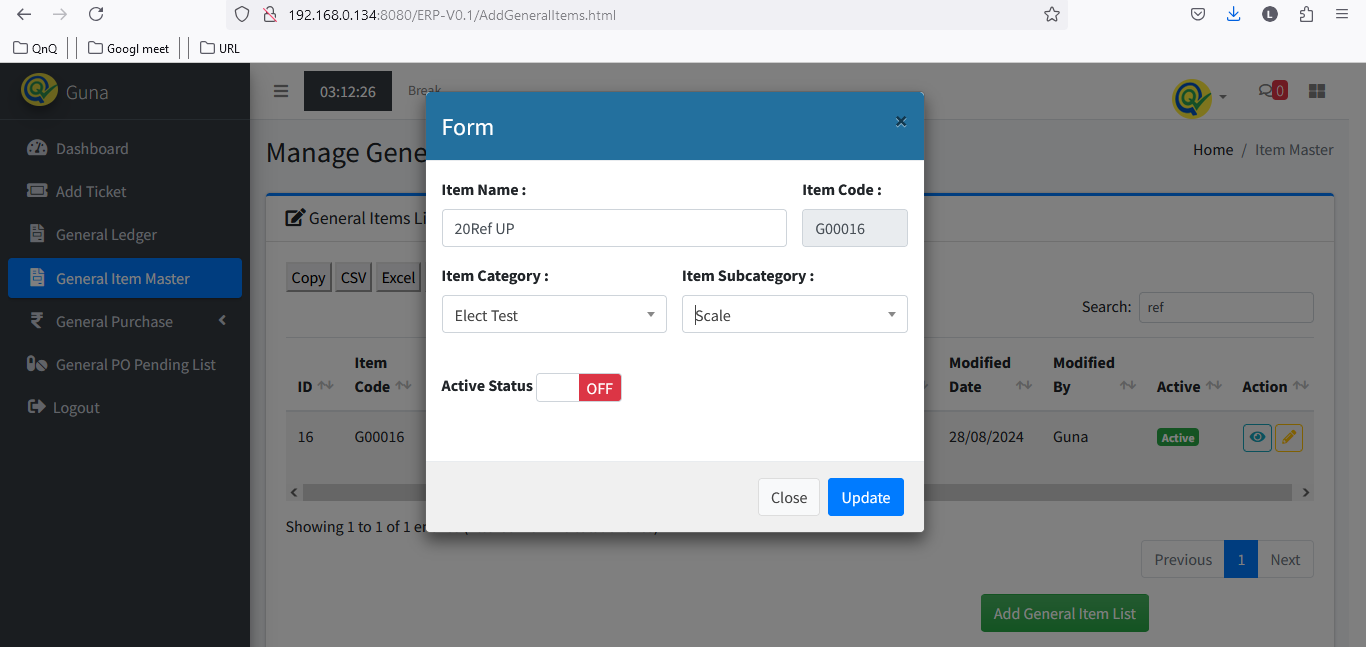 192.168.0.134:8080/ERP-V0.1/AddGeneralItems.html
L
QnQ
Googl meet
URL
Guna
03:12:26
Break
0
Dashboard
Add Ticket
General Ledger
General Item Master
General Purchase
General PO Pending List
Logout
Manage Gene
Home / Item Master
General Items Li
Copy CSV Excel
Search: ref
ID Item Code Modified Date Modified By Active Action
16 G00016 28/08/2024 Guna Active
Showing 1 to 1 of 1 e
Previous 1 Next
Add General Item List
Form
×
Item Name : Item Code :
20Ref UP G00016
Item Category : Item Subcategory :
Elect Test Scale
Active Status OFF
Close Update